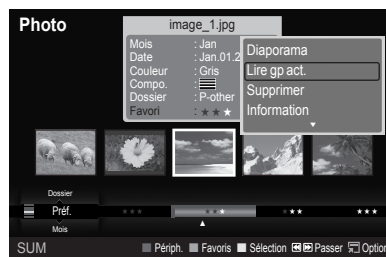 Photo
image_1.jpg
Mois : Jan
Date : Jan.01.2
Couleur : Gris
Compo. :
Dossier : P-other
Favori : ★ ★ ★
Diaporama
Lire gp act.
Supprimer
Information
Dossier
Préf.
Mois
★★★ ★★★ ★★ ★★★
SUM
Périph. Favoris Sélection Passer Option